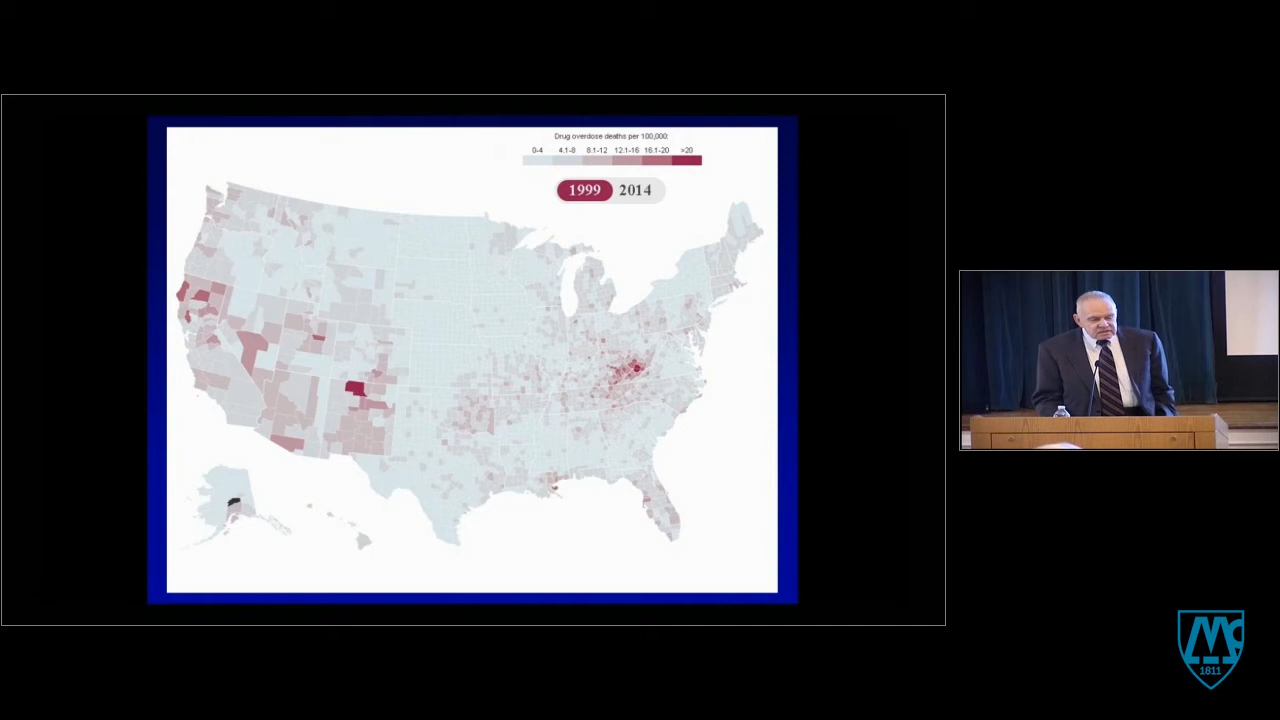 Drug overdose deaths per 100,000:
0-4 4.1-8 8.1-12 12.1-16 16.1-20 >20
1999 2014
1811